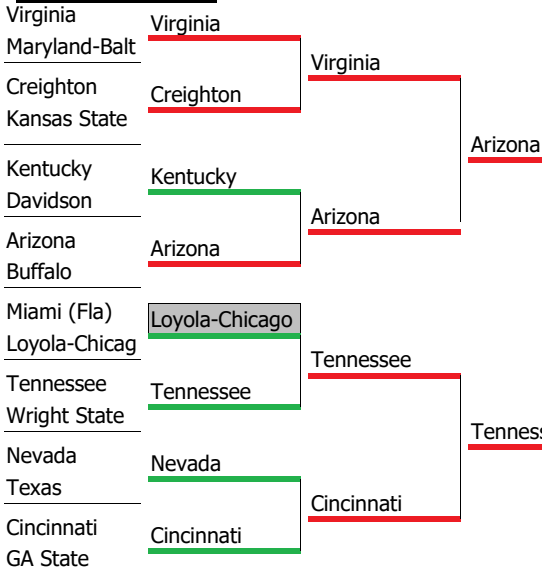 Virginia
Maryland-Balt
Creighton
Kansas State
Kentucky
Davidson
Arizona
Buffalo
Miami (Fla)
Loyola-Chicag
Tennessee
Wright State
Nevada
Texas
Cincinnati
GA State
Virginia
Creighton
Kentucky
Arizona
Loyola-Chicago
Tennessee
Nevada
Cincinnati
Virginia
Arizona
Tennessee
Cincinnati
Arizona
Tenness